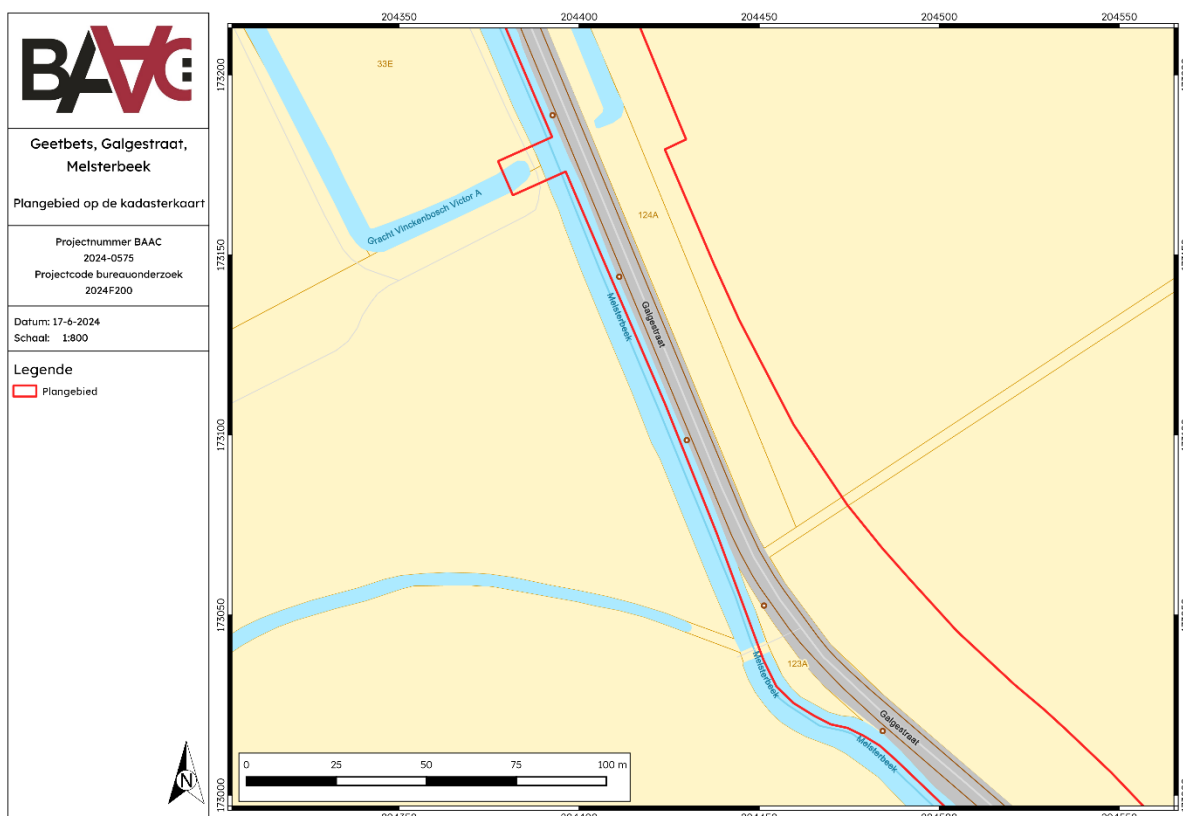 BAAC
Geetbets, Galgestraat,
Melsterbeek
Plangebied op de kadasterkaart
Projectnummer BAAC
2024-0575
Projectcode bureauonderzoek
2024F200
Datum: 17-6-2024
Schaal: 1:800
Legende
Plangebied
204350 204400 204450 204500 204550
173200
173150
173100
173050
173000
33E
124A
123A
Gracht Vinckenbosch Victor A
Melsterbeek
Galgestraat
Melsterbeek
Galgestraat
Melsterbeek
N
0 25 50 75 100 m